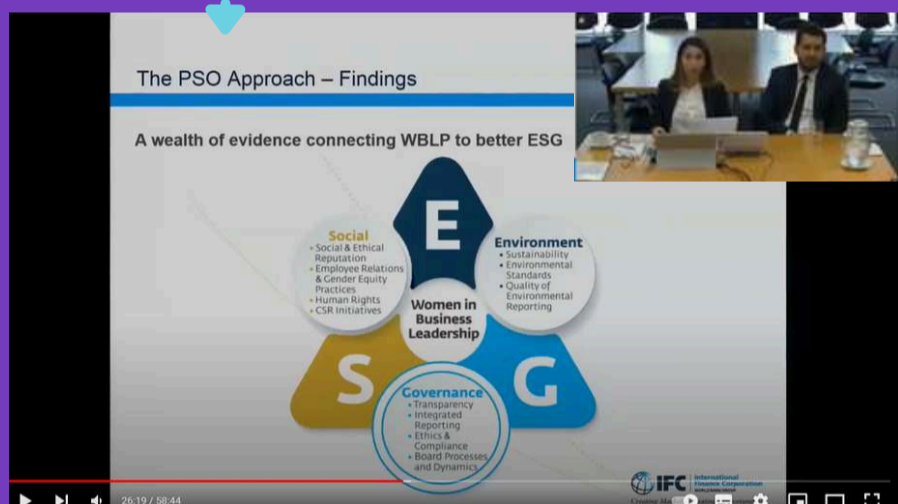 The PSO Approach – Findings
A wealth of evidence connecting WBLP to better ESG
E
Social
• Social & Ethical
Reputation
• Employee Relations
& Gender Equity
Practices
• Human Rights
• CSR Initiatives
Environment
• Sustainability
• Environmental
Standards
• Quality of
Environmental
Reporting
Women in
Business
Leadership
S
G
Governance
• Transparency
• Integrated
Reporting
• Ethics &
Compliance
• Board Processes
and Dynamics
IFC
International
Finance Corporation
26:19 / 58:44